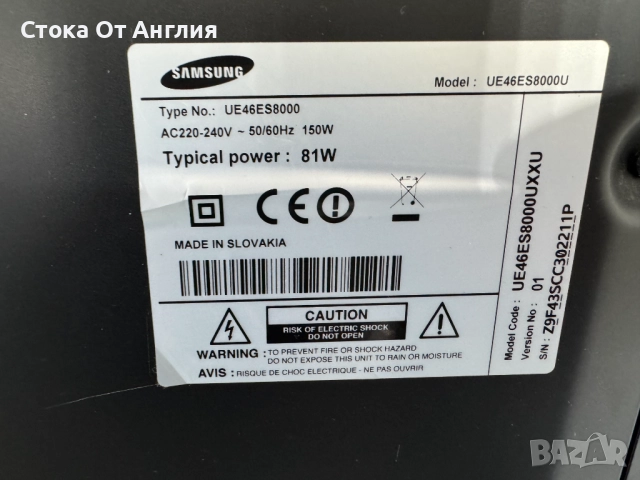 Стока От Англия
SAMSUNG
Model : UE46ES8000U
Type No.: UE46ES8000
AC220-240V ~ 50/60Hz 150W
Typical power : 81W
CE
MADE IN SLOVAKIA
CAUTION
RISK OF ELECTRIC SHOCK
DO NOT OPEN
WARNING : TO PREVENT FIRE OR SHOCK HAZARD
DO NOT EXPOSE THIS UNIT TO RAIN OR MOISTURE
AVIS : RISQUE DE CHOC ELECTRIQUE - NE PAS OUVRIR
Model Code : UE46ES8000UXXU
Version No : 01
S/N : Z9F43SCC302211P
BAZAR